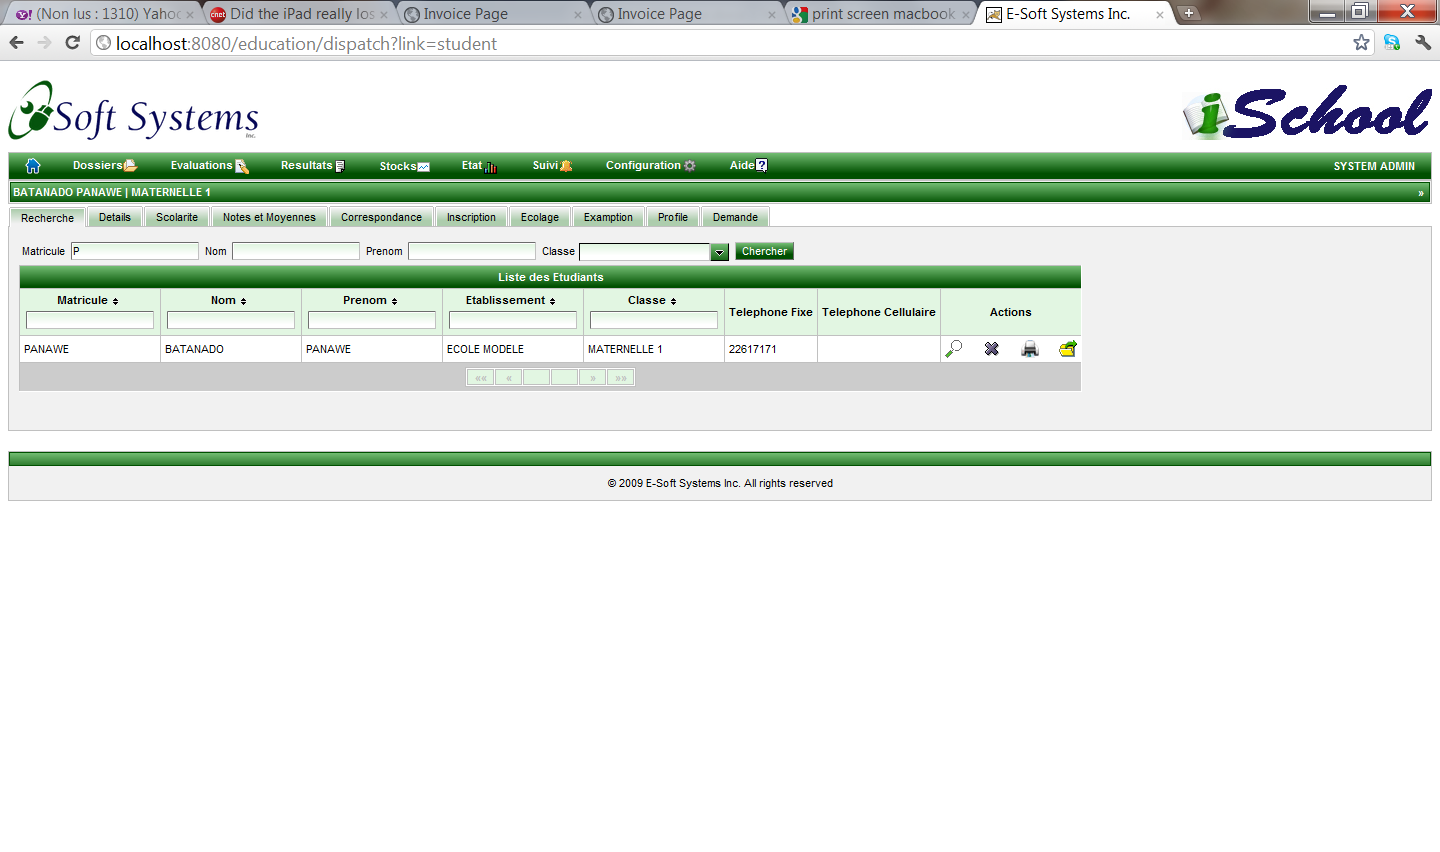 (Non lus : 1310) Yahoo
Did the iPad really los
Invoice Page
Invoice Page
print screen macbook
E-Soft Systems Inc.
localhost:8080/education/dispatch?link=student
Soft Systems
Inc.
iSchool
Dossiers Evaluations Resultats Stocks Etat Suivi Configuration Aide SYSTEM ADMIN
BATANADO PANAWE | MATERNELLE 1 »
Recherche Details Scolarite Notes et Moyennes Correspondance Inscription Ecolage Examption Profile Demande
Matricule P Nom Prenom Classe Chercher
Liste des Etudiants
Matricule Nom Prenom Etablissement Classe Telephone Fixe Telephone Cellulaire Actions
PANAWE BATANADO PANAWE ECOLE MODELE MATERNELLE 1 22617171
«« « » »»
© 2009 E-Soft Systems Inc. All rights reserved